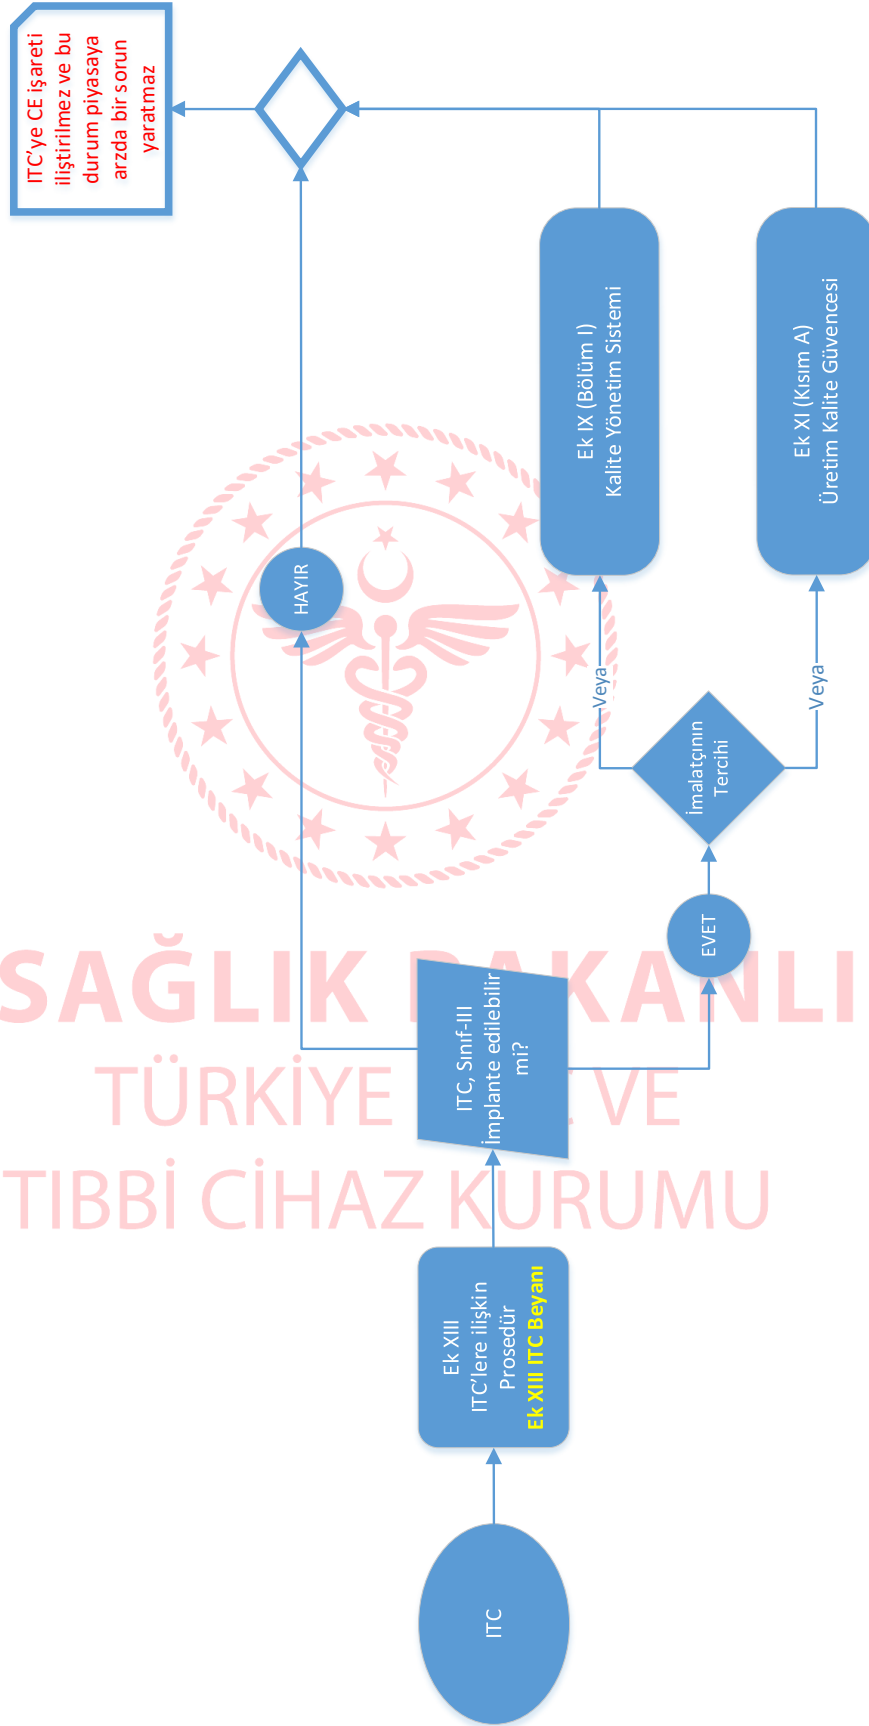 ITC
Ek XIII
ITC'lere ilişkin
Prosedür
Ek XIII ITC Beyanı
ITC, Sınıf-III
İmplante edilebilir
mi?
HAYIR
EVET
İmalatçının
Tercihi
Veya
Veya
Ek IX (Bölüm I)
Kalite Yönetim Sistemi
Ek XI (Kısım A)
Üretim Kalite Güvencesi
ITC'ye CE işareti
iliştirilmez ve bu
durum piyasaya
arzda bir sorun
yaratmaz
SAĞLIK BAKANLI
TÜRKİYE VE
TIBBİ CİHAZ KURUMU